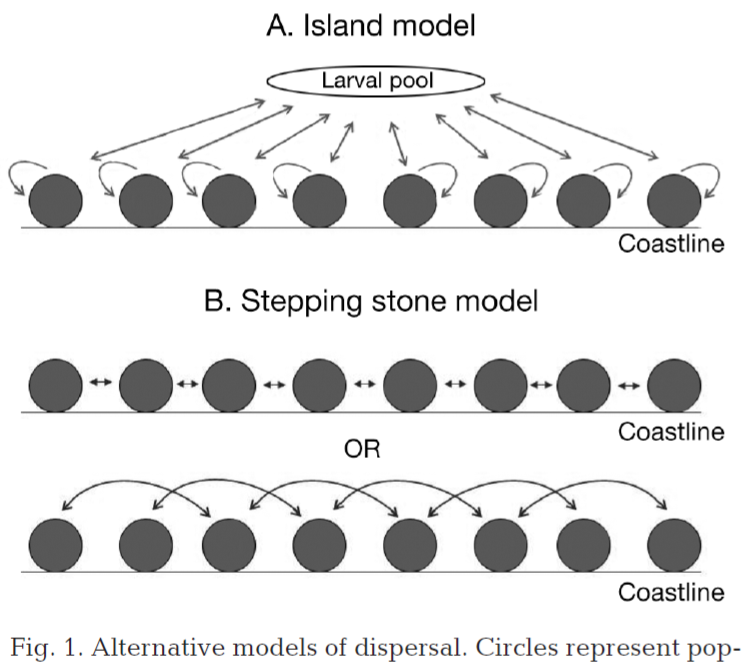 A. Island model
Larval pool
Coastline
B. Stepping stone model
Coastline
OR
Coastline
Fig. 1. Alternative models of dispersal. Circles represent pop-